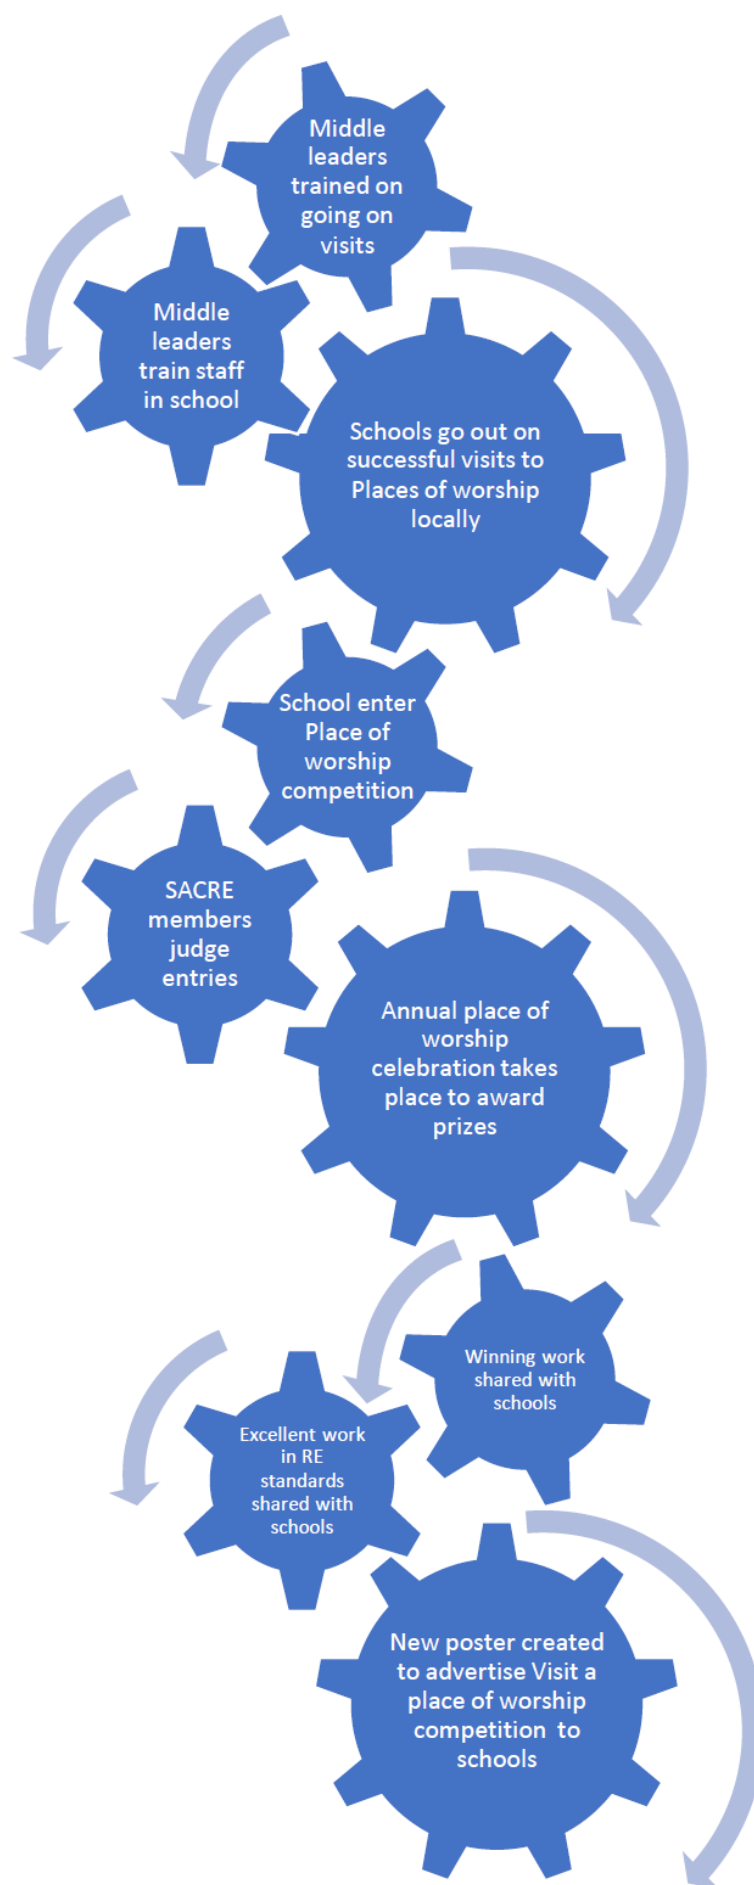 Middle
leaders
trained on
going on
visits
Middle
leaders
train staff
in school
Schools go out on
successful visits to
Places of worship
locally
School enter
Place of
worship
competition
SACRE
members
judge
entries
Annual place of
worship
celebration takes
place to award
prizes
Winning work
shared with
schools
Excellent work
in RE
standards
shared with
schools
New poster created
to advertise Visit a
place of worship
competition to
schools